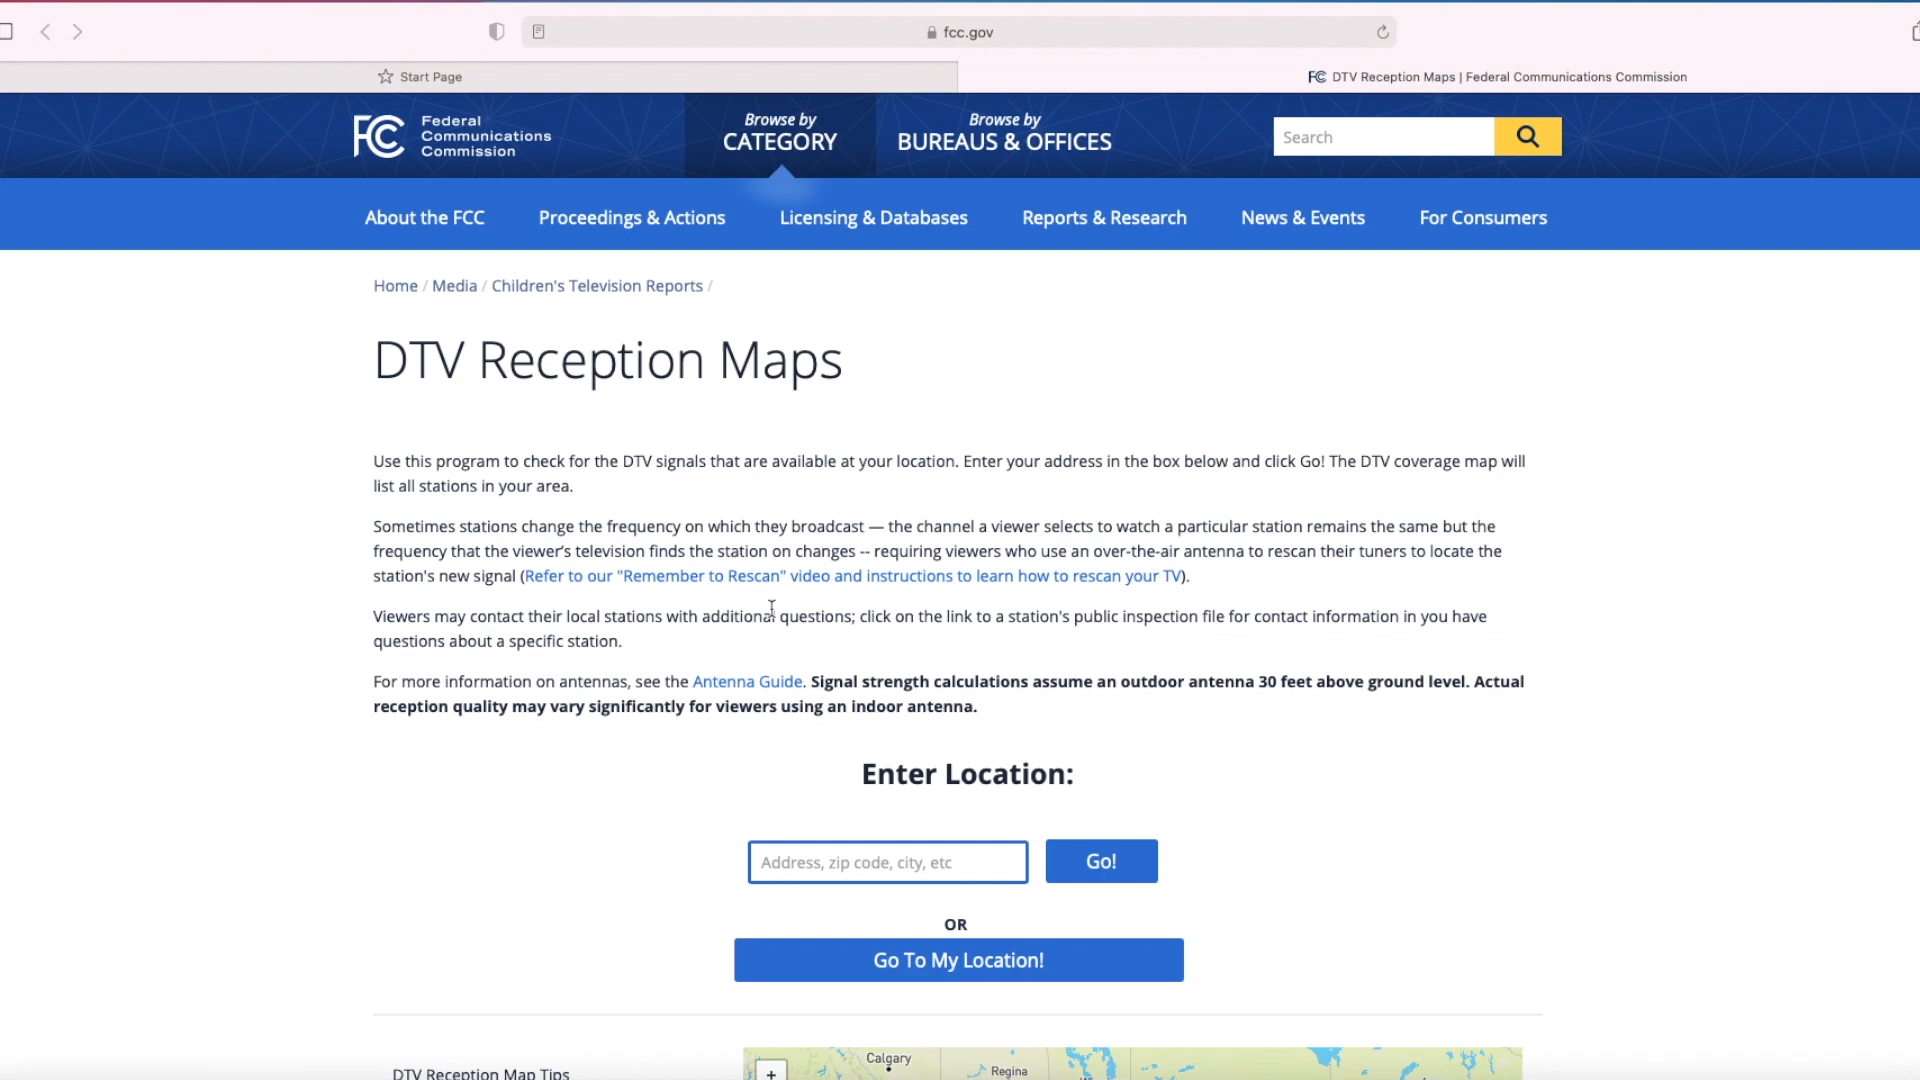 fcc.gov
Start Page
FCC DTV Reception Maps | Federal Communications Commission
FCC
Federal
Communications
Commission
Browse by
CATEGORY
Browse by
BUREAUS & OFFICES
Search
About the FCC
Proceedings & Actions
Licensing & Databases
Reports & Research
News & Events
For Consumers
Home / Media / Children's Television Reports /
DTV Reception Maps
Use this program to check for the DTV signals that are available at your location. Enter your address in the box below and click Go! The DTV coverage map will
list all stations in your area.
Sometimes stations change the frequency on which they broadcast — the channel a viewer selects to watch a particular station remains the same but the
frequency that the viewer's television finds the station on changes -- requiring viewers who use an over-the-air antenna to rescan their tuners to locate the
station's new signal (Refer to our "Remember to Rescan" video and instructions to learn how to rescan your TV).
Viewers may contact their local stations with additional questions; click on the link to a station's public inspection file for contact information in you have
questions about a specific station.
For more information on antennas, see the Antenna Guide. Signal strength calculations assume an outdoor antenna 30 feet above ground level. Actual
reception quality may vary significantly for viewers using an indoor antenna.
Enter Location:
Address, zip code, city, etc
Go!
OR
Go To My Location!
DTV Reception Map Tips
+
Calgary
Regina